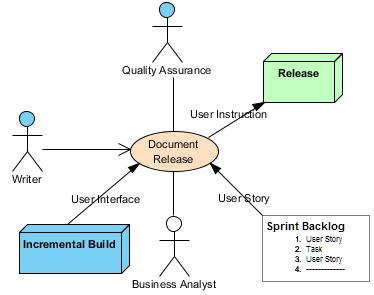 Quality Assurance
Release
User Instruction
Document
Release
Writer
User Interface
User Story
Incremental Build
Sprint Backlog
1. User Story
2. Task
3. User Story
4. --------------
Business Analyst